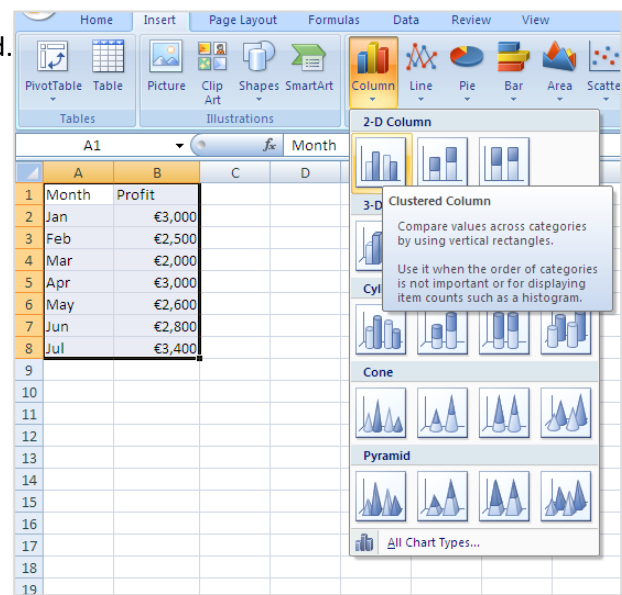 d.
Home Insert Page Layout Formulas Data Review View
PivotTable Table Picture Clip Art Shapes SmartArt Column Line Pie Bar Area
Tables Illustrations
2-D Column
A1 fx Month
A B C D
1 Month Profit
2 Jan €3,000
3 Feb €2,500
4 Mar €2,000
5 Apr €3,000
6 May €2,600
7 Jun €2,800
8 Jul €3,400
9
10
11
12
13
14
15
16
17
18
19
3-D
Clustered Column
Compare values across categories
by using vertical rectangles.
Use it when the order of categories
is not important or for displaying
item counts such as a histogram.
Cyl
Cone
Pyramid
All Chart Types...